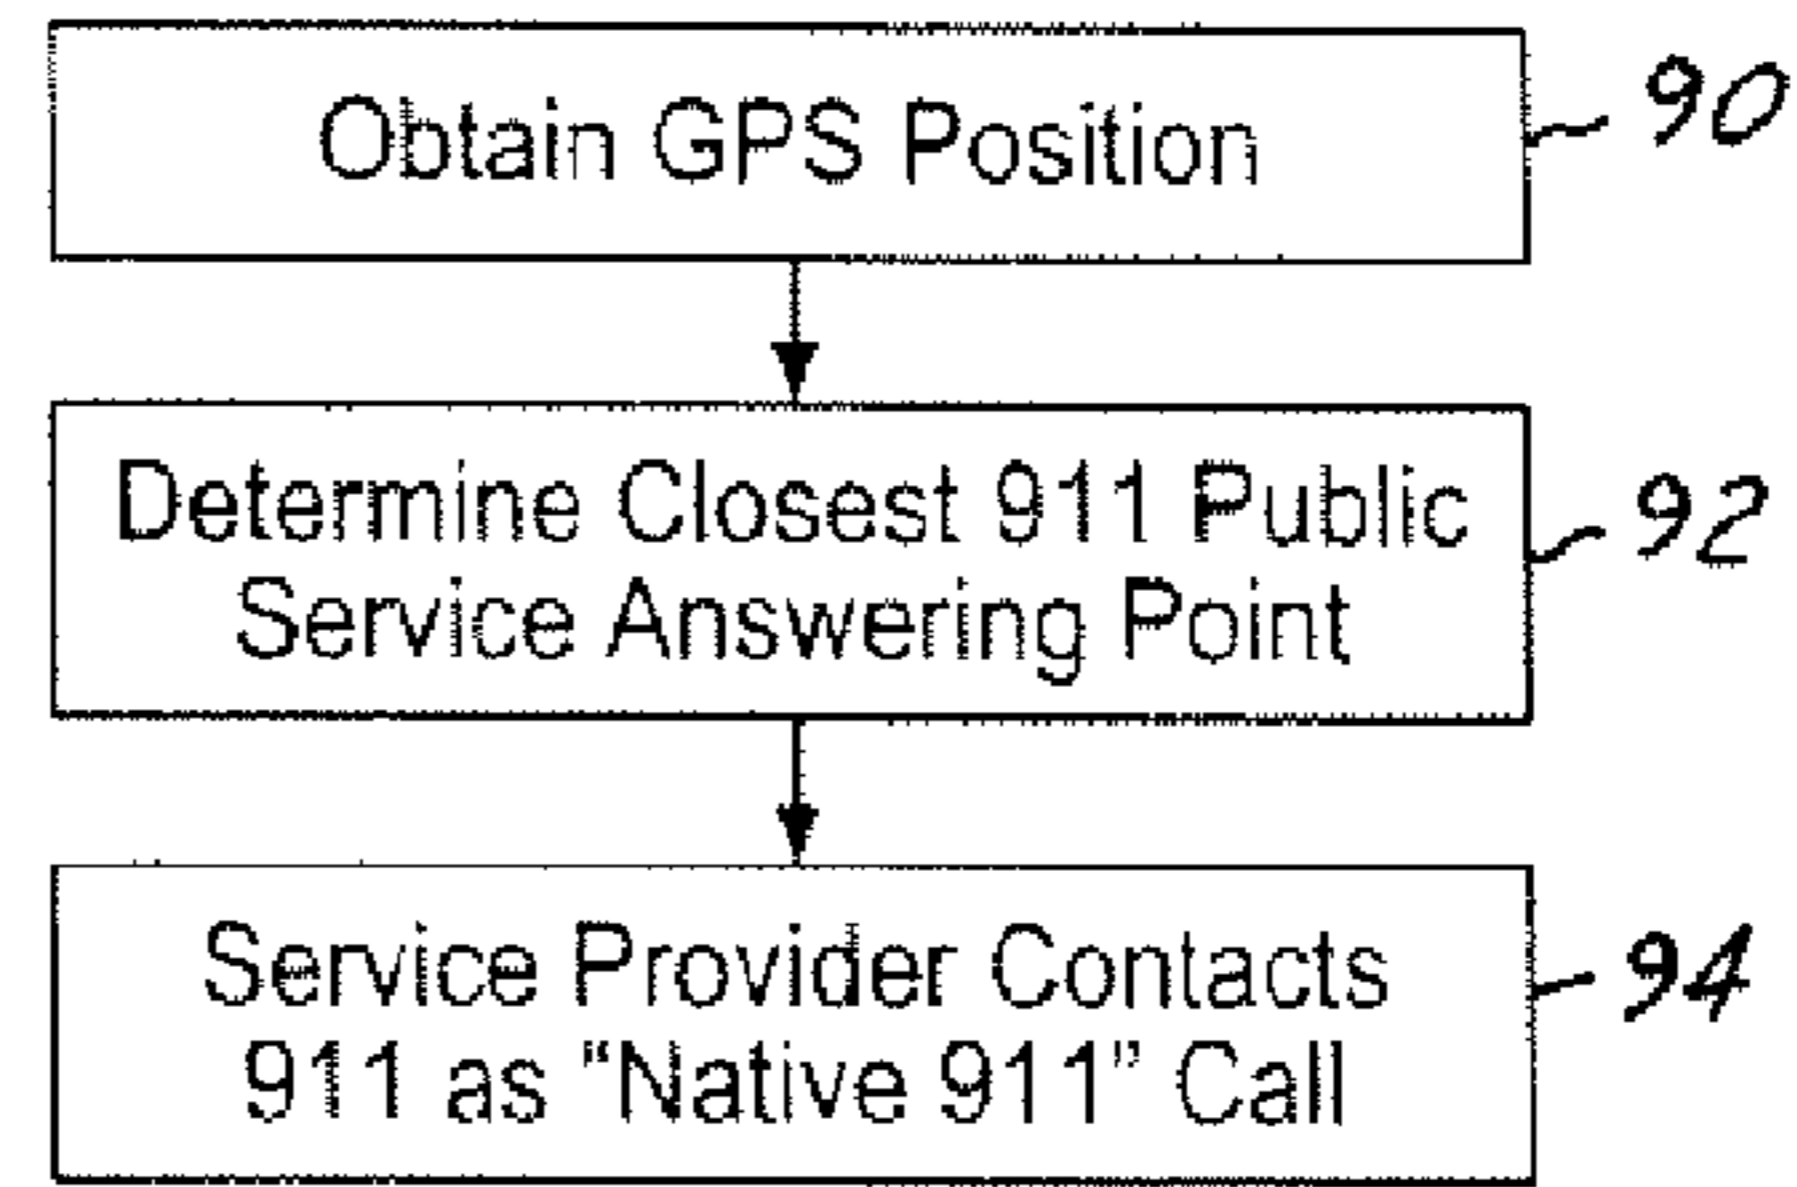 Obtain GPS Position
90
Determine Closest 911 Public
Service Answering Point
92
Service Provider Contacts
911 as “Native 911” Call
94